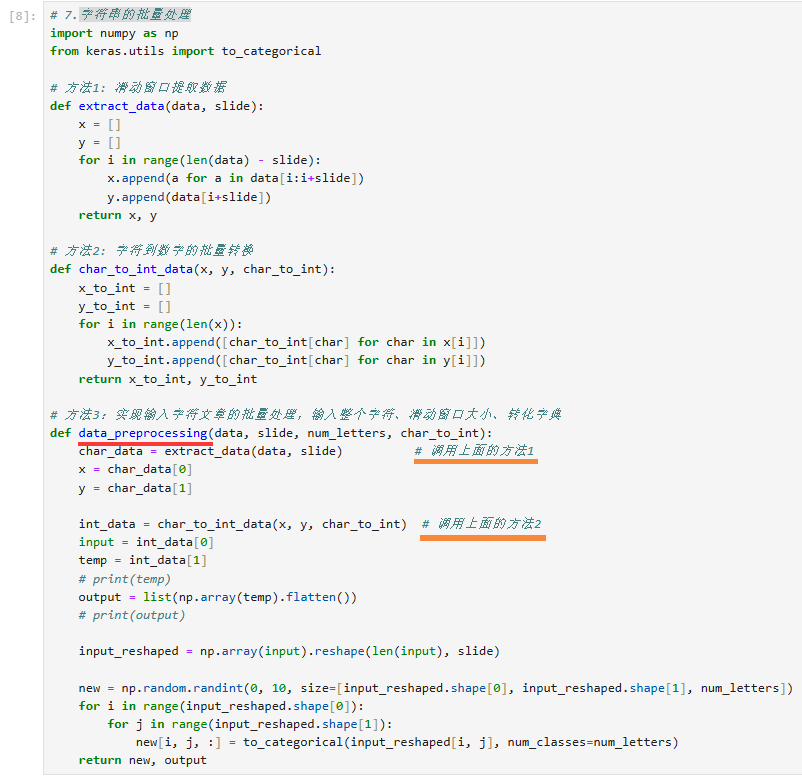 [8]:
# 7.字符串的批量处理
import numpy as np
from keras.utils import to_categorical
# 方法1: 滑动窗口提取数据
def extract_data(data, slide):
    x = []
    y = []
    for i in range(len(data) - slide):
        x.append(a for a in data[i:i+slide])
        y.append(data[i+slide])
    return x, y
# 方法2: 字符到数字的批量转换
def char_to_int_data(x, y, char_to_int):
    x_to_int = []
    y_to_int = []
    for i in range(len(x)):
        x_to_int.append([char_to_int[char] for char in x[i]])
        y_to_int.append([char_to_int[char] for char in y[i]])
    return x_to_int, y_to_int
# 方法3: 实现输入字符文章的批量处理, 输入整个字符、滑动窗口大小、转化字典
def data_preprocessing(data, slide, num_letters, char_to_int):
    char_data = extract_data(data, slide)          # 调用上面的方法1
    x = char_data[0]
    y = char_data[1]
    int_data = char_to_int_data(x, y, char_to_int)  # 调用上面的方法2
    input = int_data[0]
    temp = int_data[1]
    # print(temp)
    output = list(np.array(temp).flatten())
    # print(output)
    input_reshaped = np.array(input).reshape(len(input), slide)
    new = np.random.randint(0, 10, size=[input_reshaped.shape[0], input_reshaped.shape[1], num_letters])
    for i in range(input_reshaped.shape[0]):
        for j in range(input_reshaped.shape[1]):
            new[i, j, :] = to_categorical(input_reshaped[i, j], num_classes=num_letters)
    return new, output